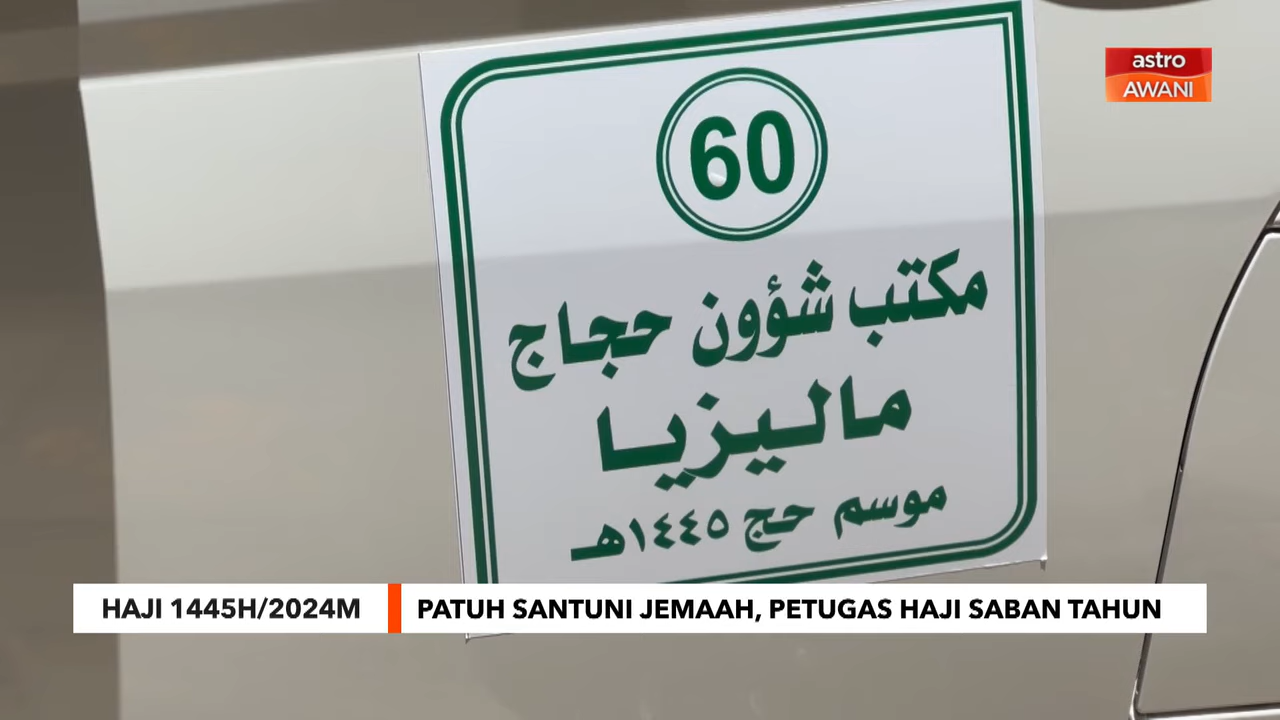 astro
AWANI
60
مكتب شؤون حجاج
ماليزيا
موسم حج ١٤٤٥هـ
HAJI 1445H/2024M
PATUH SANTUNI JEMAAH, PETUGAS HAJI SABAN TAHUN